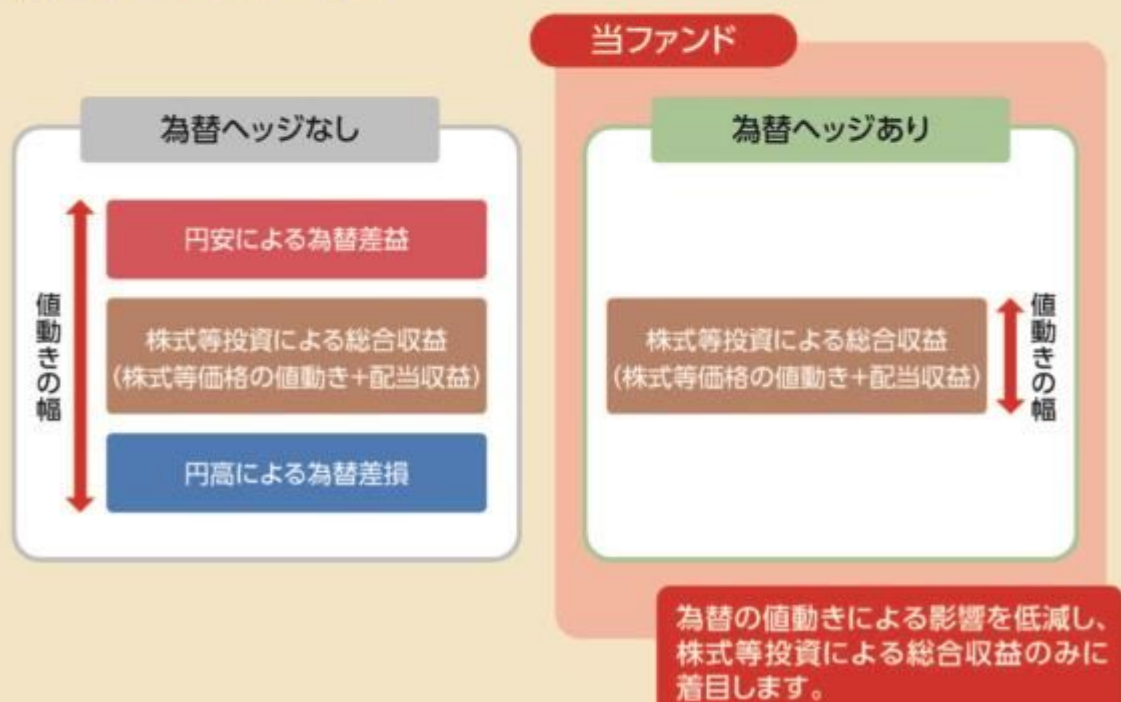 当ファンド
為替ヘッジなし
円安による為替差益
値動きの幅
株式等投資による総合収益
(株式等価格の値動き+配当収益)
円高による為替差損
為替ヘッジあり
株式等投資による総合収益
(株式等価格の値動き+配当収益)
値動きの幅
為替の値動きによる影響を低減し、
株式等投資による総合収益のみに
着目します。